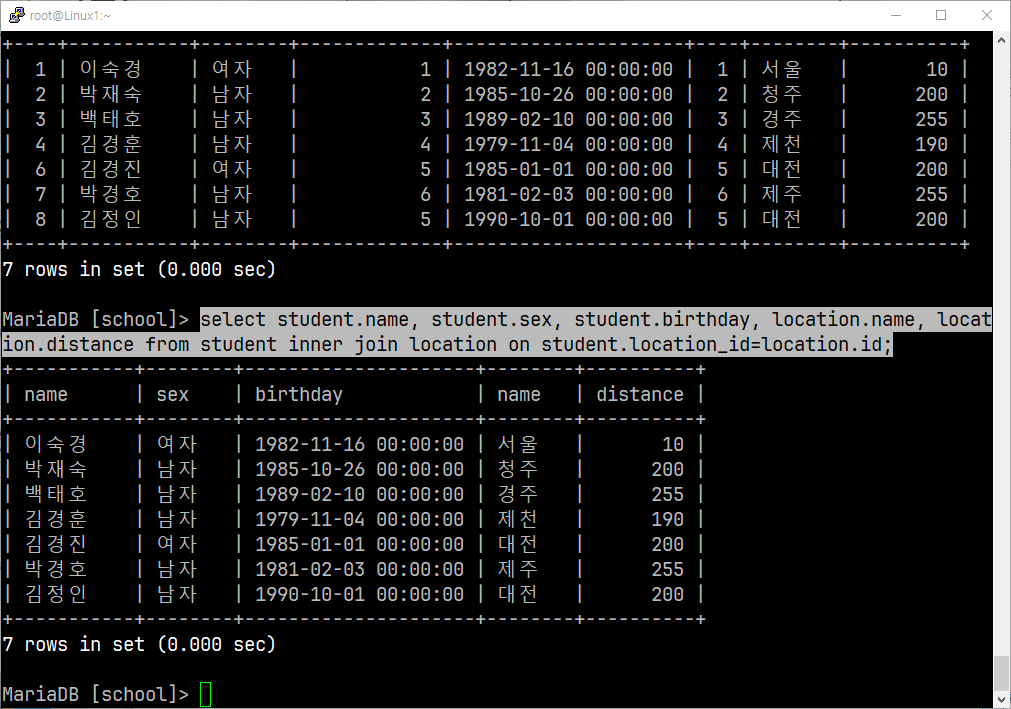 root@Linux1:~
+----+-----------+--------+-------------+---------------------+----+--------+----------+
|  1 | 이숙경    | 여자   |           1 | 1982-11-16 00:00:00 |  1 | 서울   |       10 |
|  2 | 박재숙    | 남자   |           2 | 1985-10-26 00:00:00 |  2 | 청주   |      200 |
|  3 | 백태호    | 남자   |           3 | 1989-02-10 00:00:00 |  3 | 경주   |      255 |
|  4 | 김경훈    | 남자   |           4 | 1979-11-04 00:00:00 |  4 | 제천   |      190 |
|  6 | 김경진    | 여자   |           5 | 1985-01-01 00:00:00 |  5 | 대전   |      200 |
|  7 | 박경호    | 남자   |           6 | 1981-02-03 00:00:00 |  6 | 제주   |      255 |
|  8 | 김정인    | 남자   |           5 | 1990-10-01 00:00:00 |  5 | 대전   |      200 |
+----+-----------+--------+-------------+---------------------+----+--------+----------+
7 rows in set (0.000 sec)
MariaDB [school]> select student.name, student.sex, student.birthday, location.name, locat
ion.distance from student inner join location on student.location_id=location.id;
+-----------+--------+---------------------+--------+----------+
| name      | sex    | birthday            | name   | distance |
+-----------+--------+---------------------+--------+----------+
| 이숙경    | 여자   | 1982-11-16 00:00:00 | 서울   |       10 |
| 박재숙    | 남자   | 1985-10-26 00:00:00 | 청주   |      200 |
| 백태호    | 남자   | 1989-02-10 00:00:00 | 경주   |      255 |
| 김경훈    | 남자   | 1979-11-04 00:00:00 | 제천   |      190 |
| 김경진    | 여자   | 1985-01-01 00:00:00 | 대전   |      200 |
| 박경호    | 남자   | 1981-02-03 00:00:00 | 제주   |      255 |
| 김정인    | 남자   | 1990-10-01 00:00:00 | 대전   |      200 |
+-----------+--------+---------------------+--------+----------+
7 rows in set (0.000 sec)
MariaDB [school]>